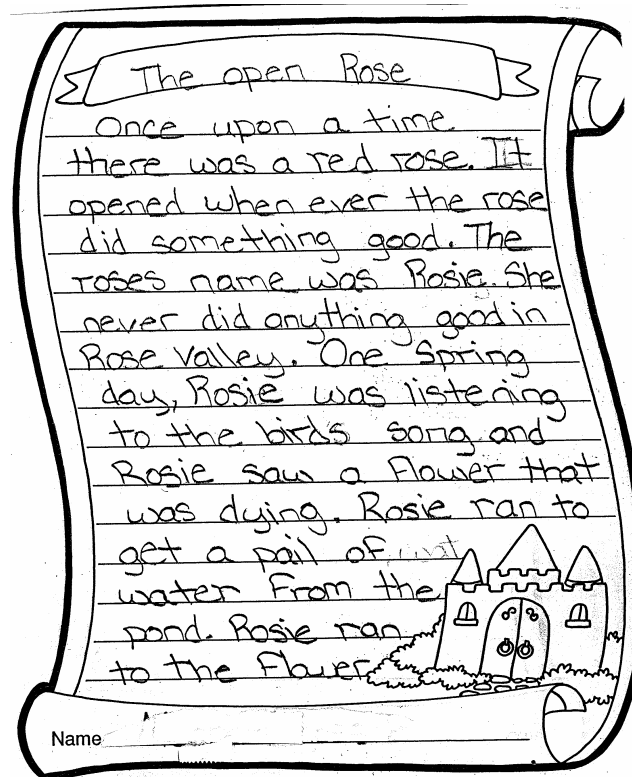 The open Rose
Once upon a time
there was a red rose. It
opened when ever the rose
did something good. The
roses name was Rosie. She
never did anything good in
Rose Valley. One Spring
day, Rosie was listening
to the birds song and
Rosie saw a Flower that
was dying. Rosie ran to
get a pail of
water From the
pond. Rosie ran
to the Flower
Name